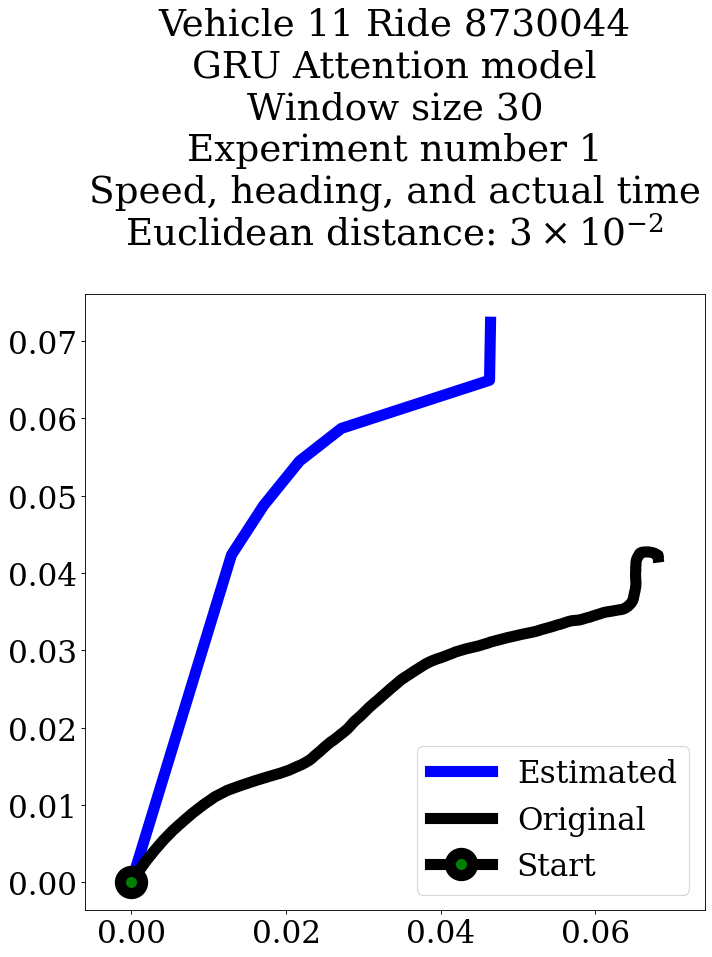 Vehicle 11 Ride 8730044
GRU Attention model
Window size 30
Experiment number 1
Speed, heading, and actual time
Euclidean distance: 3 × 10⁻²
0.07
0.06
0.05
0.04
0.03
0.02
0.01
0.00
Estimated
Original
Start
0.00 0.02 0.04 0.06